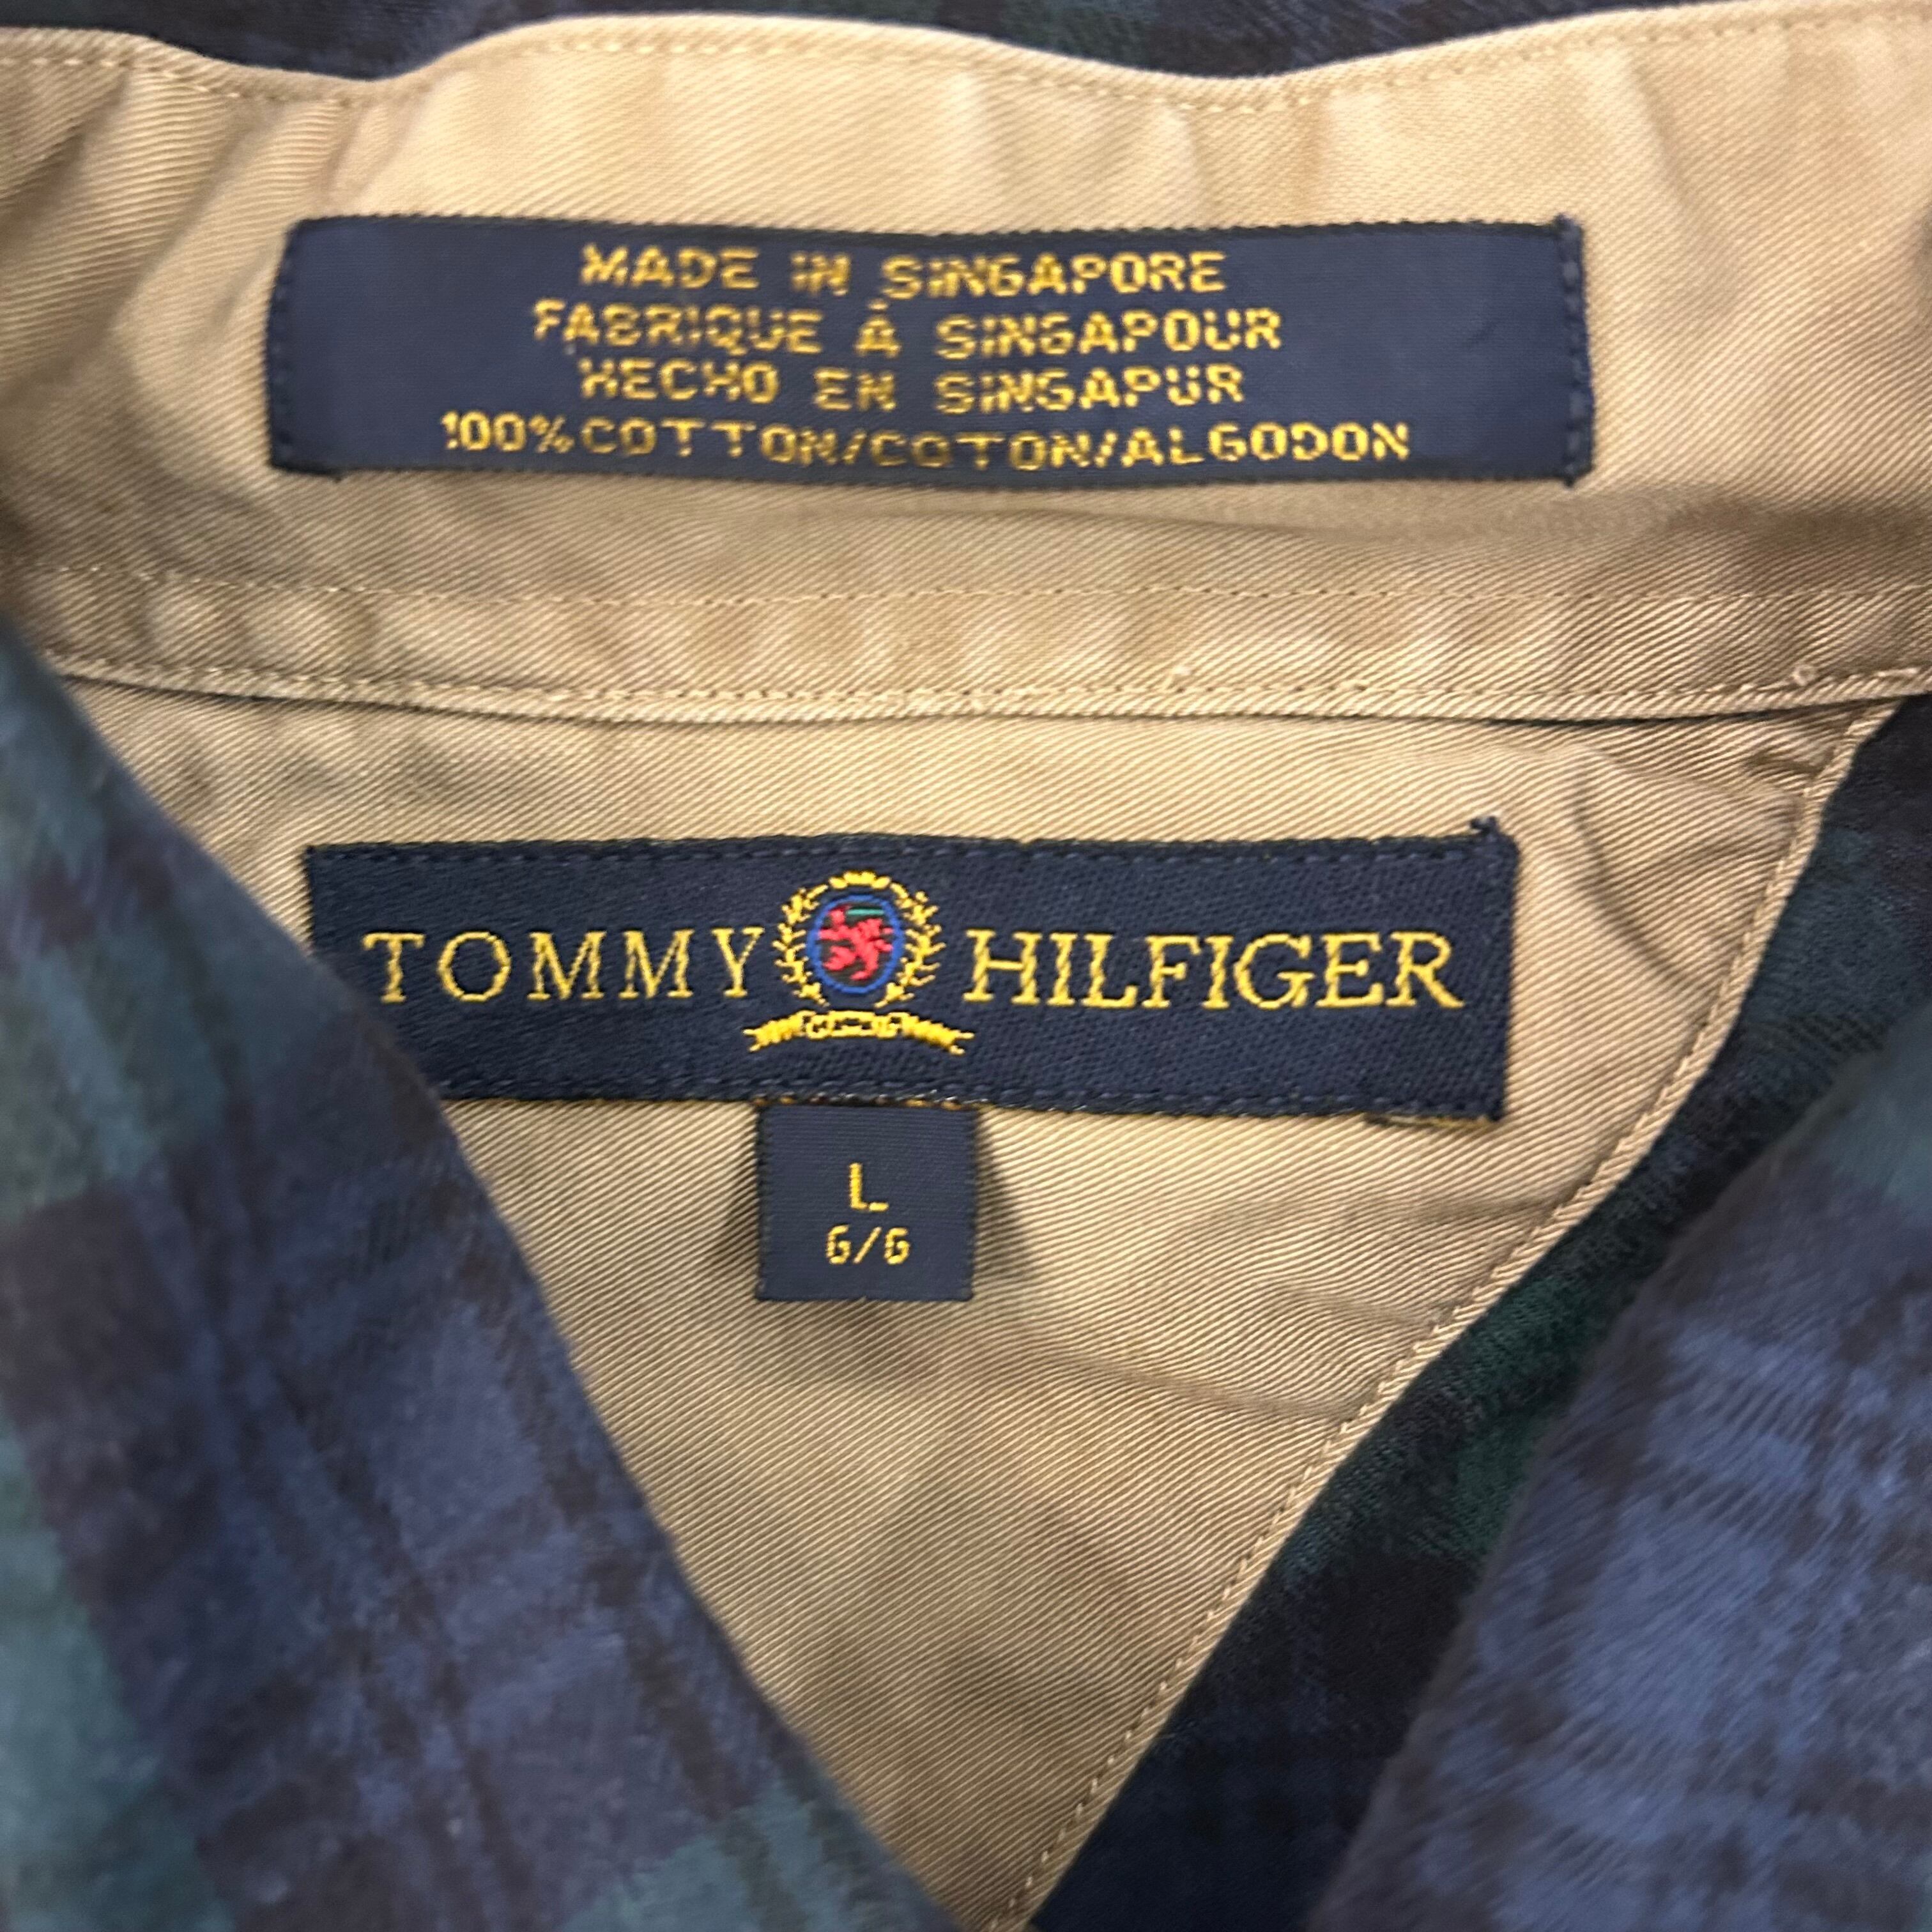 MADE IN SINGAPORE
FABRIQUE À SINGAPOUR
HECHO EN SINGAPUR
100% COTTON/COTON/ALGODON
TOMMY HILFIGER
L
G/G